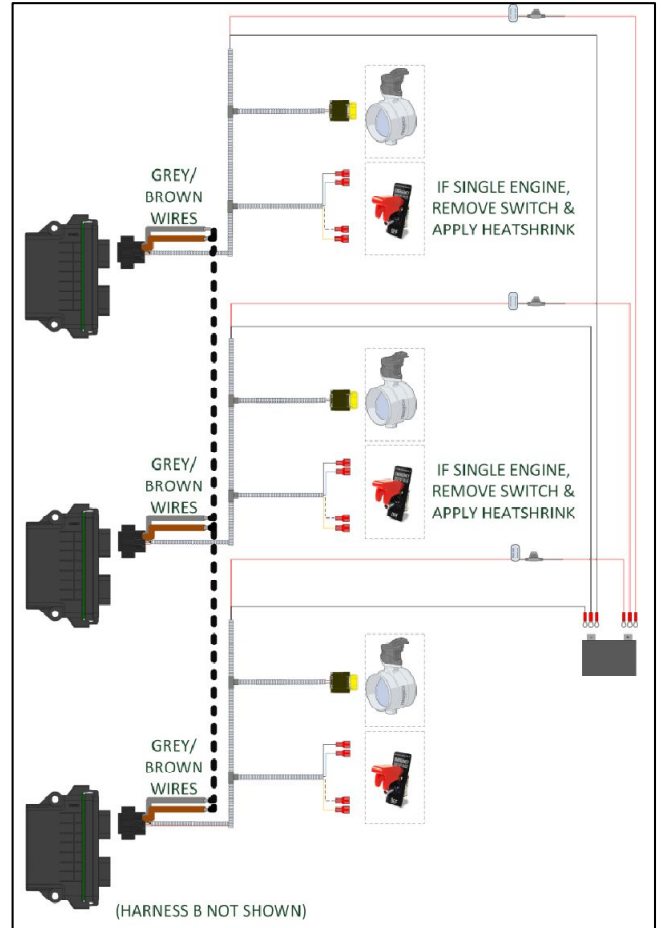 GREY/
BROWN
WIRES
IF SINGLE ENGINE,
REMOVE SWITCH &
APPLY HEATSHRINK
GREY/
BROWN
WIRES
IF SINGLE ENGINE,
REMOVE SWITCH &
APPLY HEATSHRINK
GREY/
BROWN
WIRES
(HARNESS B NOT SHOWN)